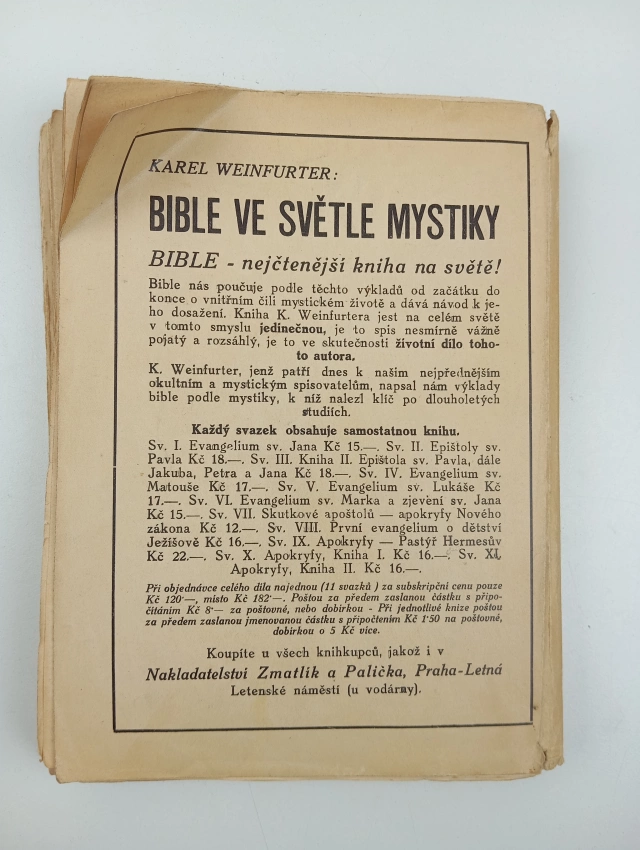 KAREL WEINFURTER:
BIBLE VE SVĚTLE MYSTIKY
BIBLE - nejčtenější kniha na světě!
Bible nás poučuje podle těchto výkladů od začátku do
konce o vnitřním čili mystickém životě a dává návod k je-
ho dosažení. Kniha K. Weinfurtera jest na celém světě
v tomto smyslu jedinečnou, je to spis nesmírně vážně
pojatý a rozsáhlý, je to ve skutečnosti životní dílo toho-
to autora.
K. Weinfurter, jenž patří dnes k našim nejpřednějším
okultním a mystickým spisovatelům, napsal nám výklady
bible podle mystiky, k níž nalezl klíč po dlouholetých
studiích.
Každý svazek obsahuje samostatnou knihu.
Sv. I. Evangelium sv. Jana Kč 15.—. Sv. II. Epištoly sv.
Pavla Kč 18.—. Sv. III. Kniha II. Epištola sv. Pavla, dále
Jakuba, Petra a Jana Kč 18.—. Sv. IV. Evangelium sv.
Matouše Kč 17.—. Sv. V. Evangelium sv. Lukáše Kč
17.—. Sv. VI. Evangelium sv. Marka a zjevení sv. Jana
Kč 15.—. Sv. VII. Skutkové apoštolů — apokryfy Nového
zákona Kč 12.—. Sv. VIII. První evangelium o dětství
Ježíšově Kč 16.—. Sv. IX. Apokryfy — Pastýř Hermesův
Kč 22.—. Sv. X. Apokryfy, Kniha I. Kč 16.—. Sv. XI.
Apokryfy, Kniha II. Kč 16.—.
Při objednávce celého díla najednou (11 svazků ) za subskripční cenu pouze
Kč 120·—, místo Kč 182·—. Poštou za předem zaslanou částku s připo-
čítáním Kč 8·— za poštovné, nebo dobírkou - Při jednotlivé knize poštou
za předem zaslanou jmenovanou částku s připočtením Kč 1·50 na poštovné,
dobírkou o 5 Kč více.
Koupíte u všech knihkupců, jakož i v
Nakladatelství Zmatlík a Palička, Praha-Letná
Letenské náměstí (u vodárny).